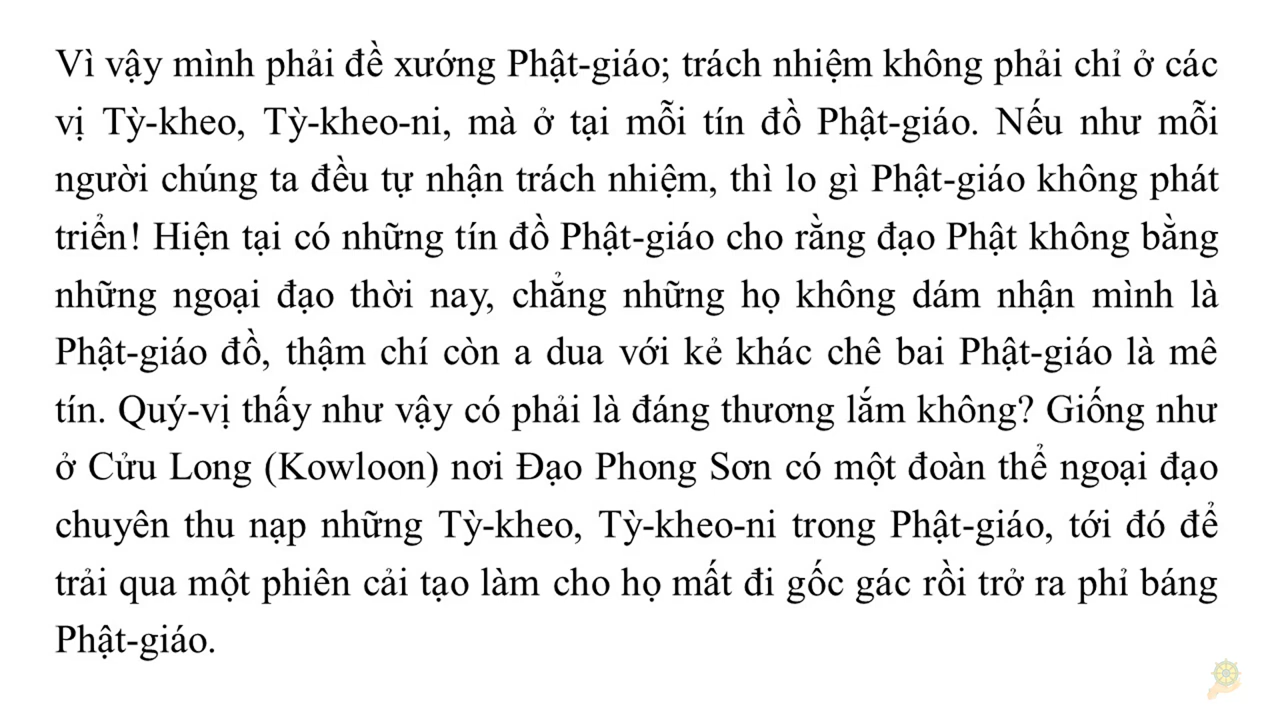 Vì vậy mình phải đề xướng Phật-giáo; trách nhiệm không phải chỉ ở các
vị Tỳ-kheo, Tỳ-kheo-ni, mà ở tại mỗi tín đồ Phật-giáo. Nếu như mỗi
người chúng ta đều tự nhận trách nhiệm, thì lo gì Phật-giáo không phát
triển! Hiện tại có những tín đồ Phật-giáo cho rằng đạo Phật không bằng
những ngoại đạo thời nay, chẳng những họ không dám nhận mình là
Phật-giáo đồ, thậm chí còn a dua với kẻ khác chê bai Phật-giáo là mê
tín. Quý-vị thấy như vậy có phải là đáng thương lắm không? Giống như
ở Cửu Long (Kowloon) nơi Đạo Phong Sơn có một đoàn thể ngoại đạo
chuyên thu nạp những Tỳ-kheo, Tỳ-kheo-ni trong Phật-giáo, tới đó để
trải qua một phiên cải tạo làm cho họ mất đi gốc gác rồi trở ra phỉ báng
Phật-giáo.